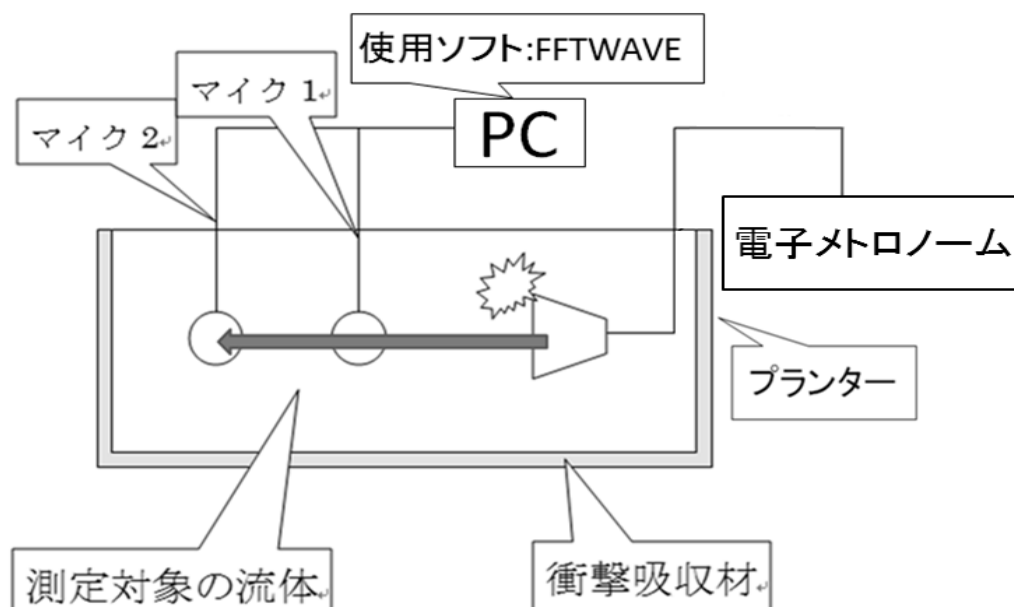 使用ソフト:FFTWAVE
マイク1
マイク2
PC
電子メトロノーム
プランター
測定対象の流体
衝撃吸収材